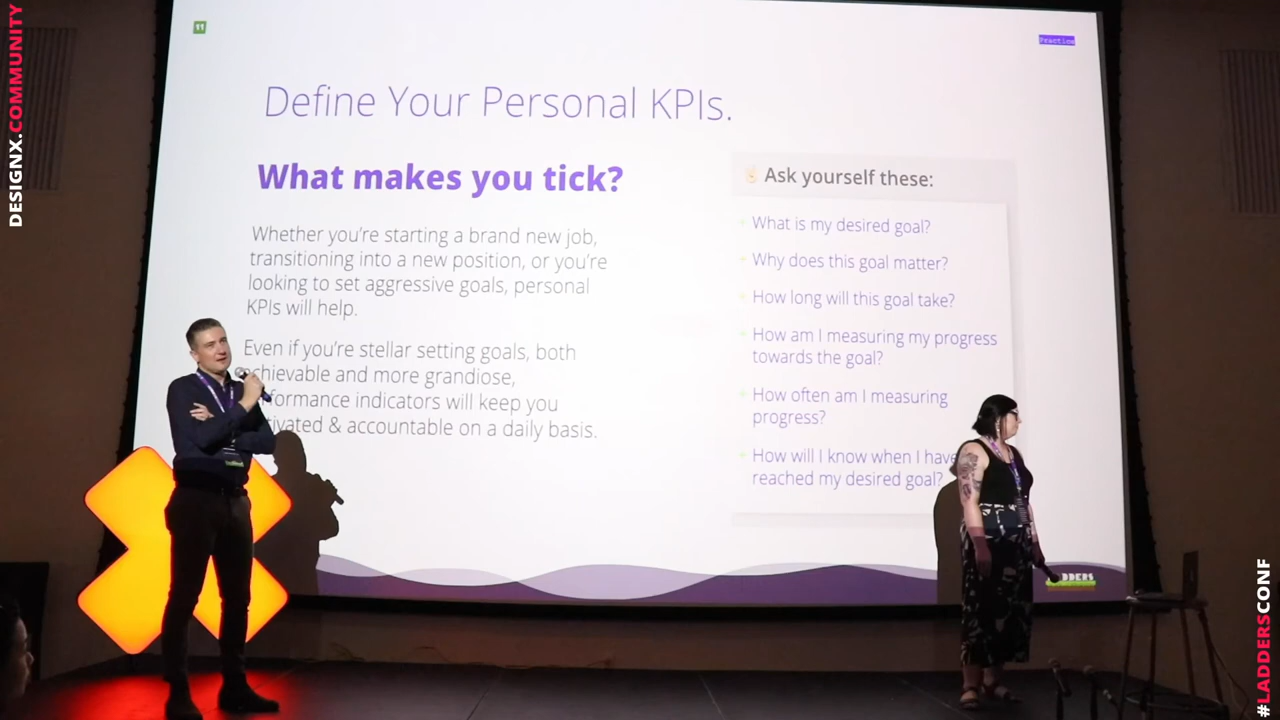 DESIGNX.COMMUNITY
11
Practice
Define Your Personal KPIs.
What makes you tick?
Whether you're starting a brand new job,
transitioning into a new position, or you're
looking to set aggressive goals, personal
KPIs will help.
Even if you're stellar setting goals, both
achievable and more grandiose,
formance indicators will keep you
tivated & accountable on a daily basis.
Ask yourself these:
What is my desired goal?
Why does this goal matter?
How long will this goal take?
How am I measuring my progress
towards the goal?
How often am I measuring
progress?
How will I know when I have
reached my desired goal?
DDERS
#LADDERSCONF